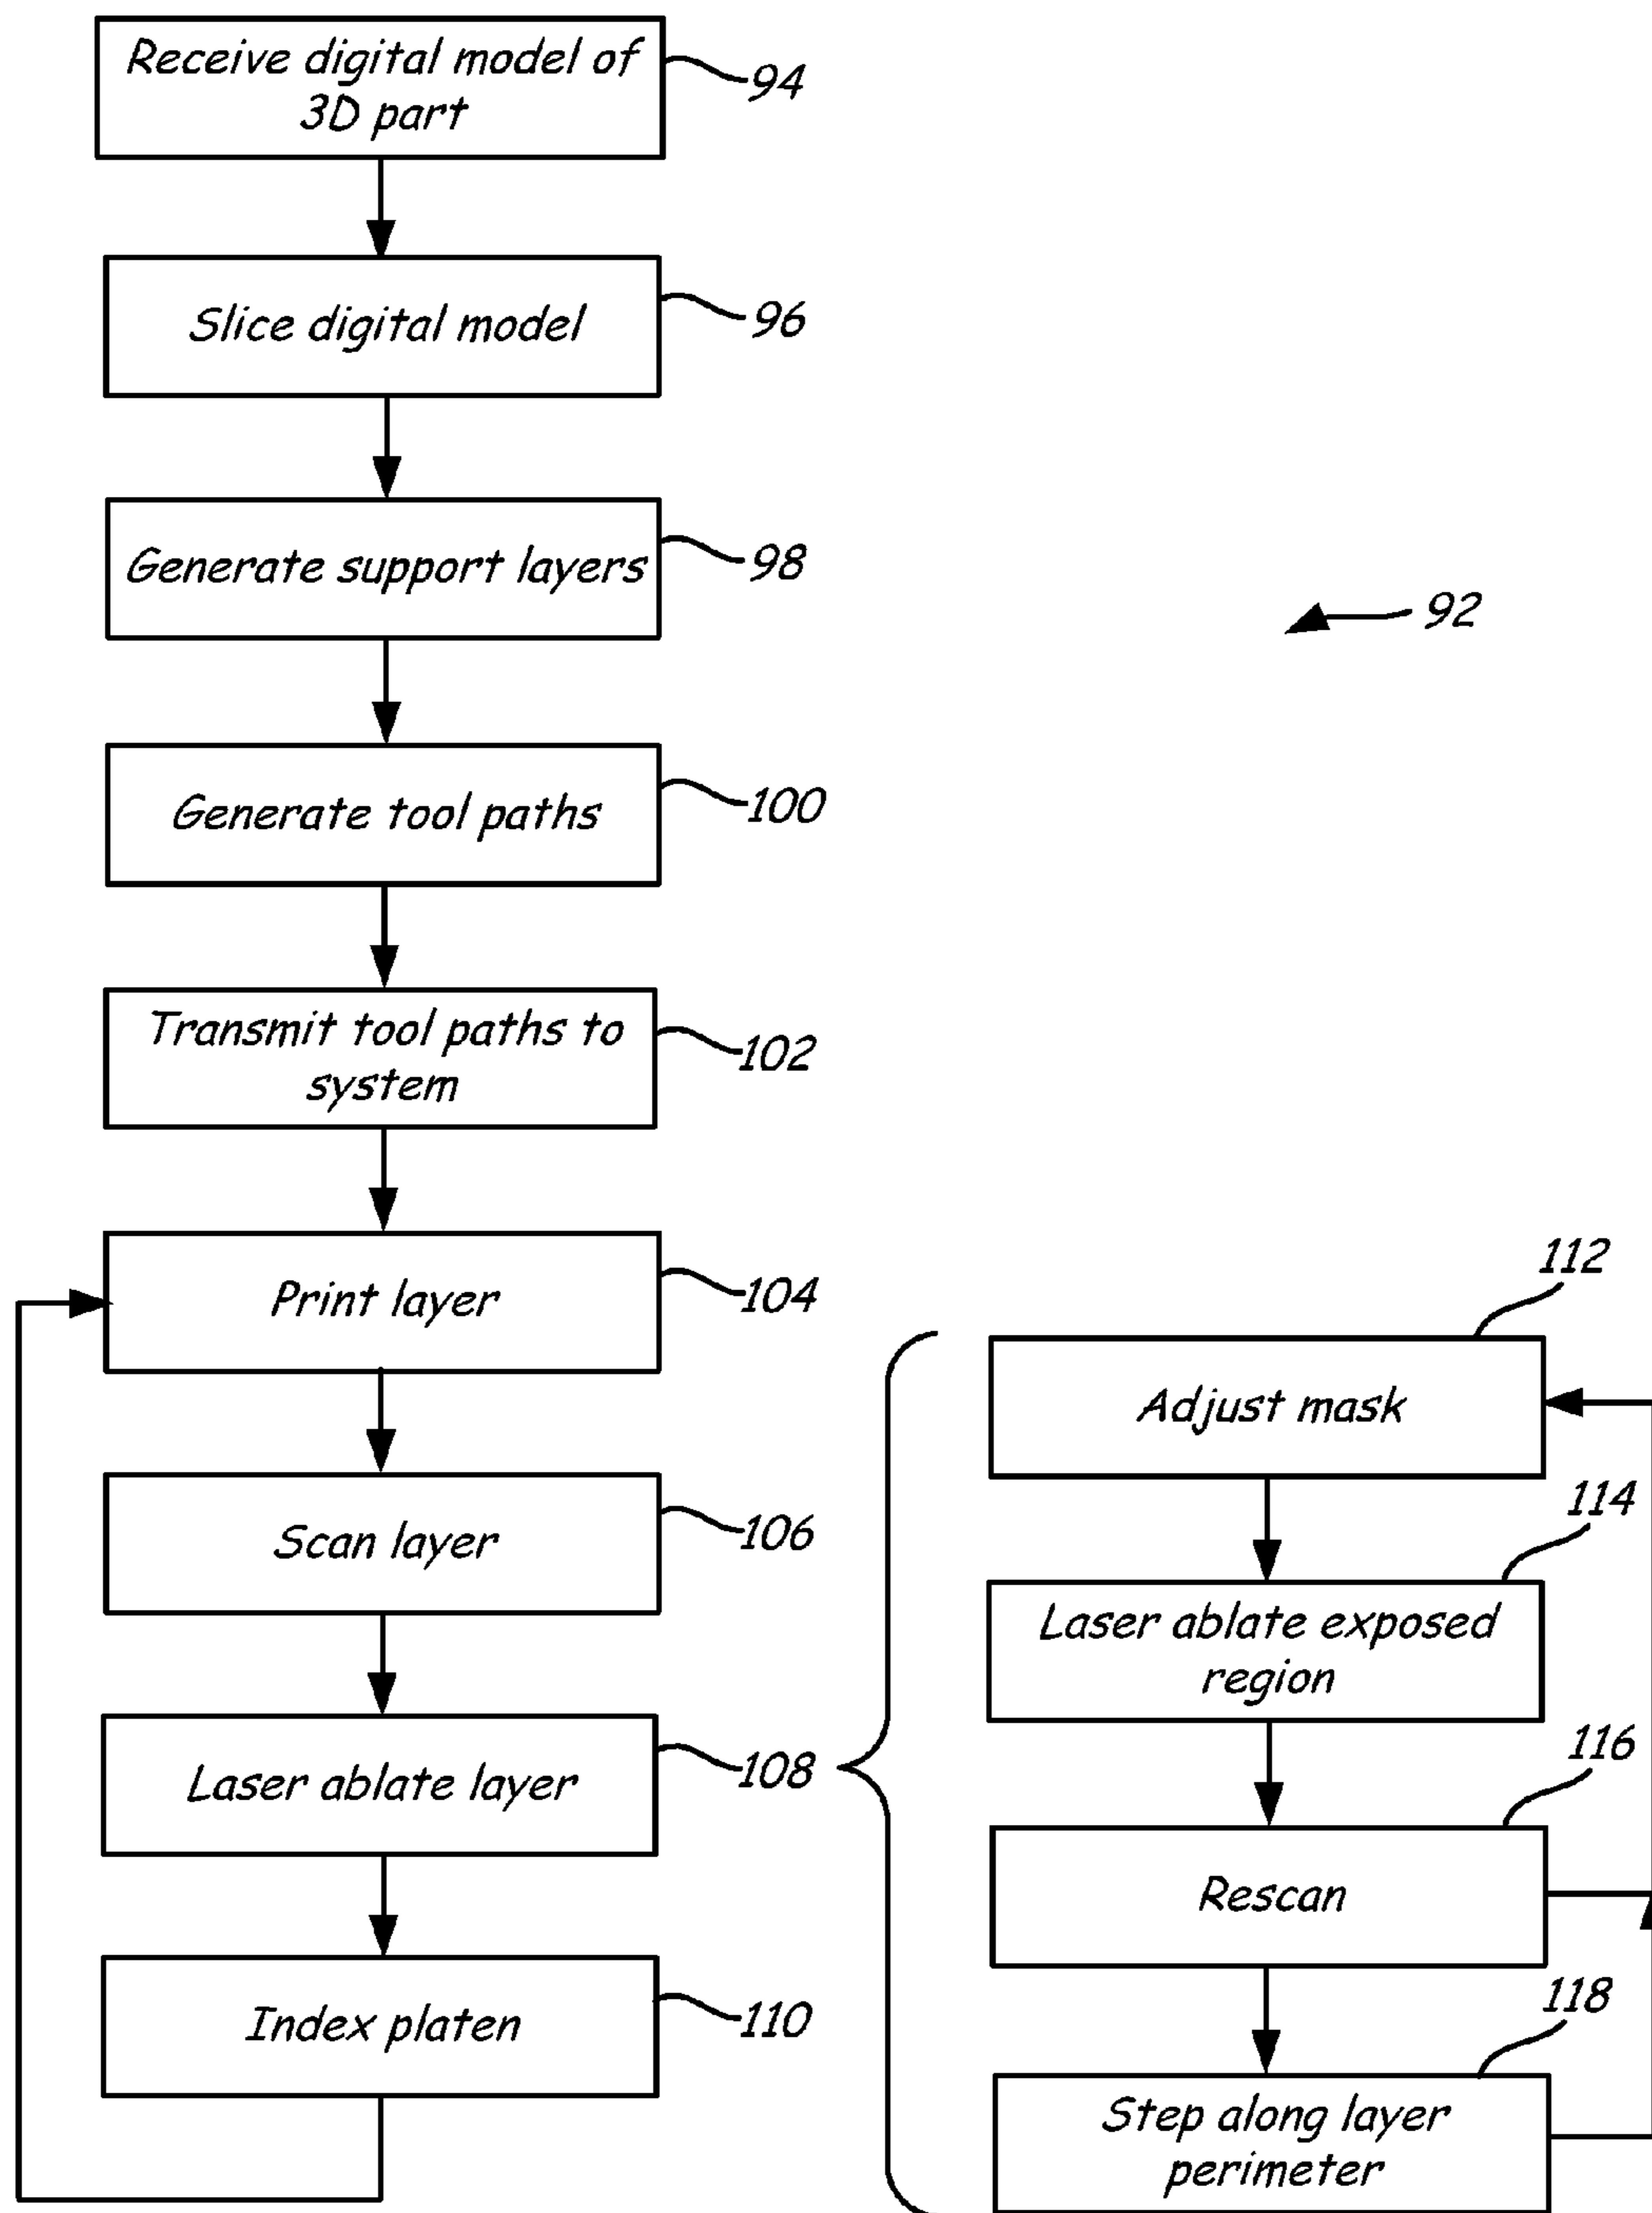 Receive digital model of
3D part
94
Slice digital model
96
Generate support layers
98
92
Generate tool paths
100
Transmit tool paths to
system
102
Print layer
104
Scan layer
106
Laser ablate layer
108
Index platen
110
112
Adjust mask
114
Laser ablate exposed
region
116
Rescan
118
Step along layer
perimeter